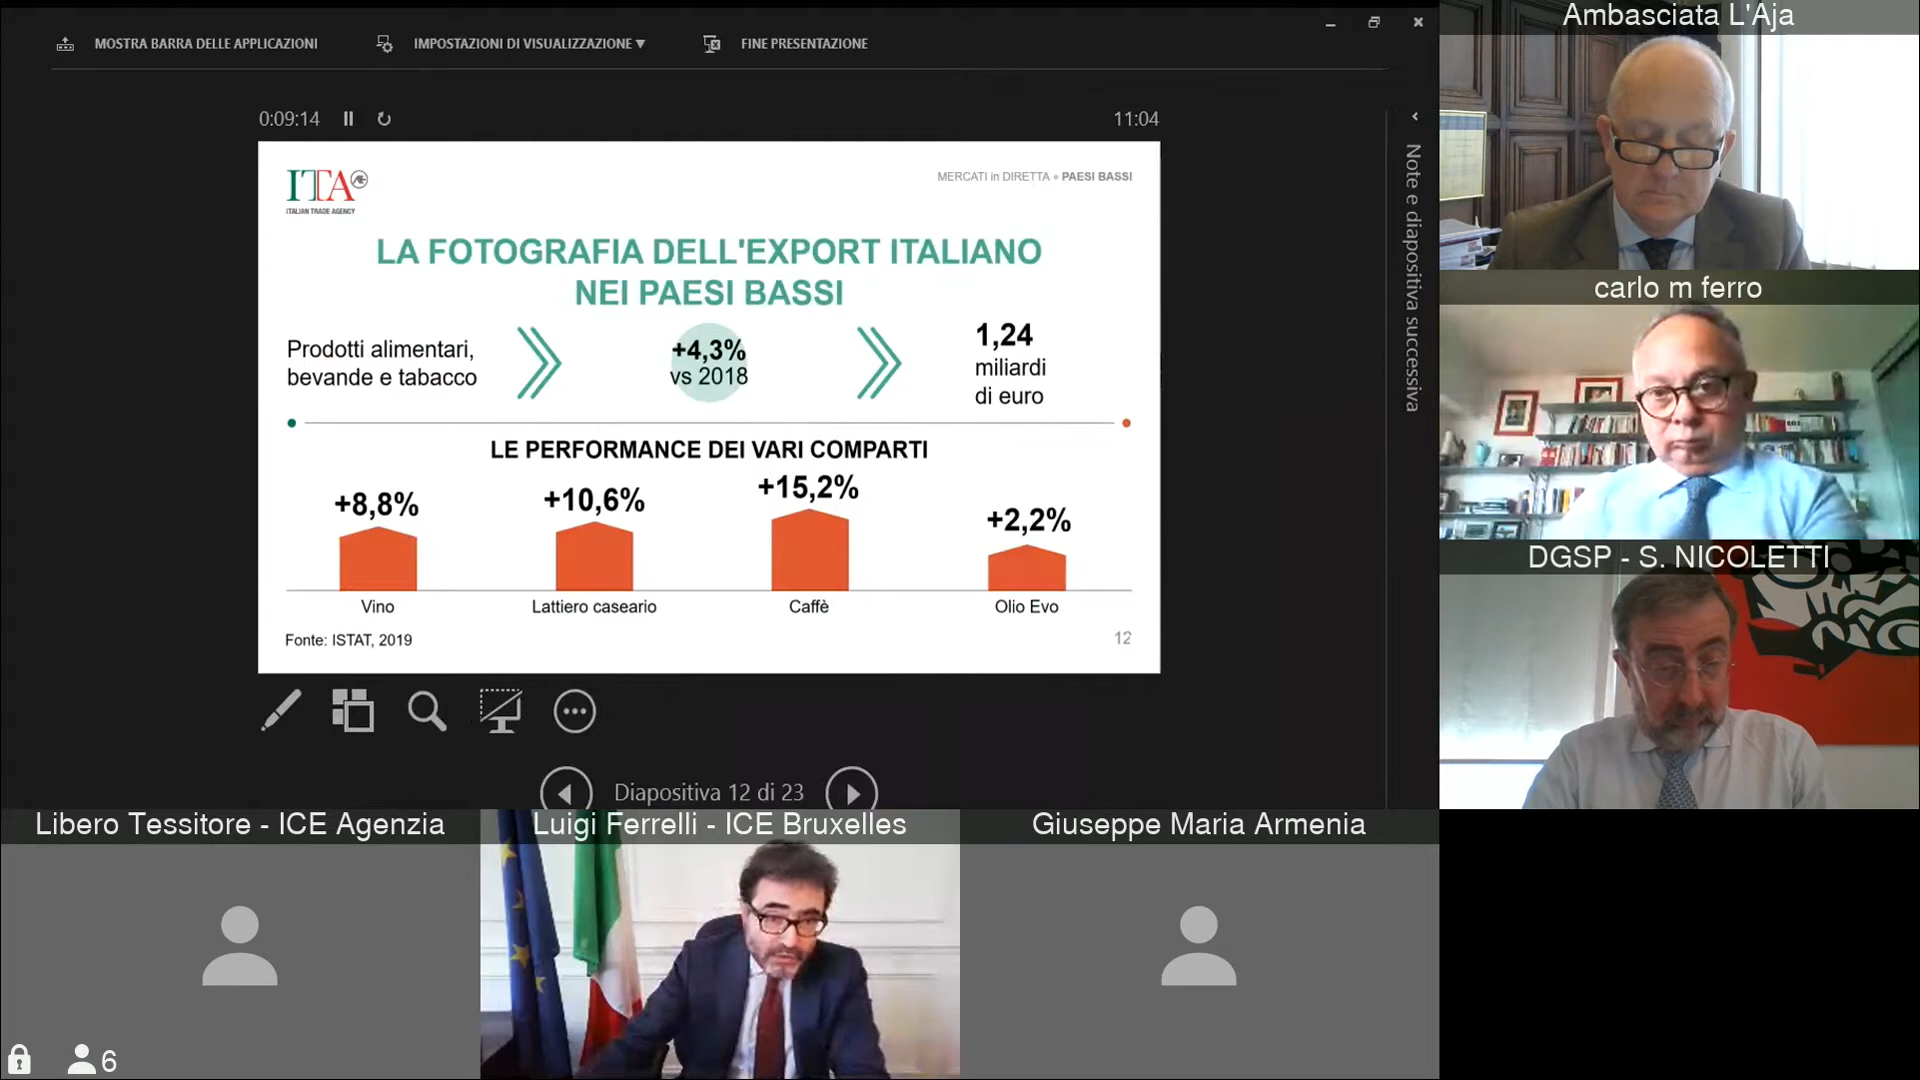 MOSTRA BARRA DELLE APPLICAZIONI
IMPOSTAZIONI DI VISUALIZZAZIONE ▼
FINE PRESENTAZIONE
0:09:14
11:04
ITA
ITALIAN TRADE AGENCY
MERCATI in DIRETTA • PAESI BASSI
LA FOTOGRAFIA DELL'EXPORT ITALIANO
NEI PAESI BASSI
Prodotti alimentari,
bevande e tabacco
+4,3%
vs 2018
1,24
miliardi
di euro
LE PERFORMANCE DEI VARI COMPARTI
+8,8%
+10,6%
+15,2%
+2,2%
Vino
Lattiero caseario
Caffè
Olio Evo
Fonte: ISTAT, 2019
12
Diapositiva 12 di 23
Note e diapositiva successiva
Ambasciata L'Aja
carlo m ferro
DGSP - S. NICOLETTI
Libero Tessitore - ICE Agenzia
Luigi Ferrelli - ICE Bruxelles
Giuseppe Maria Armenia
6